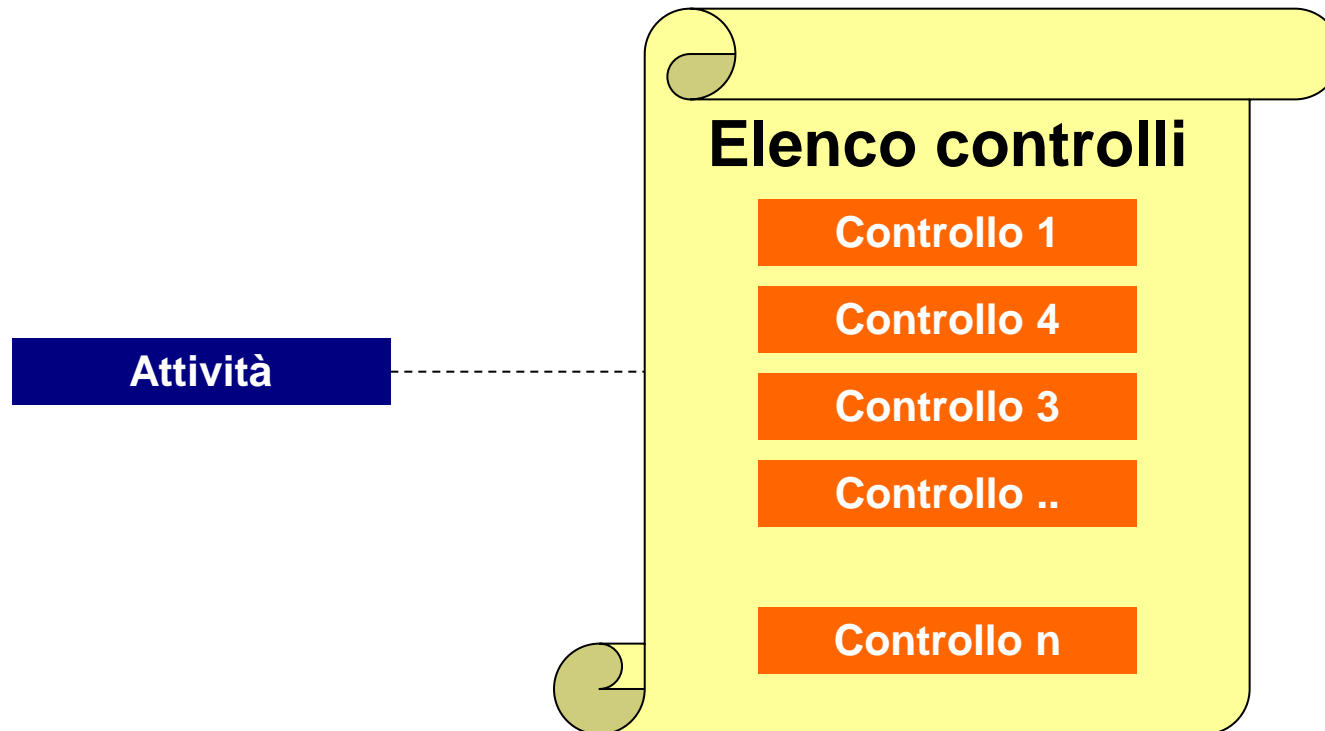 Elenco controlli
Controllo 1
Controllo 4
Attività
Controllo 3
Controllo ..
Controllo n